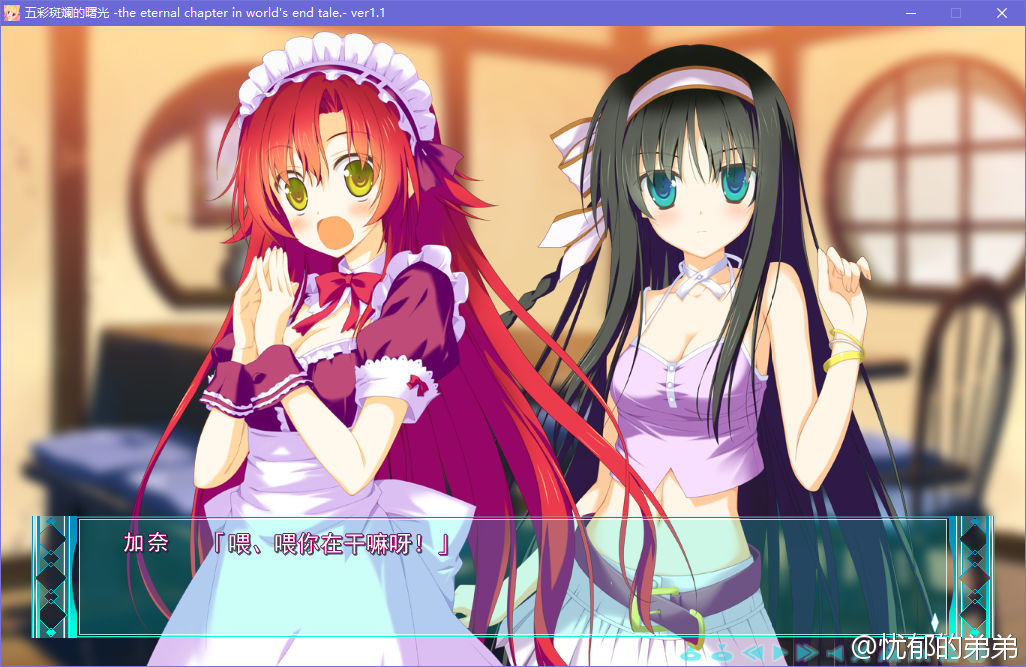 五彩斑斓的曙光 -the eternal chapter in world's end tale.- ver1.1
加奈 「喂、喂你在干嘛呀！」
@忧郁的弟弟